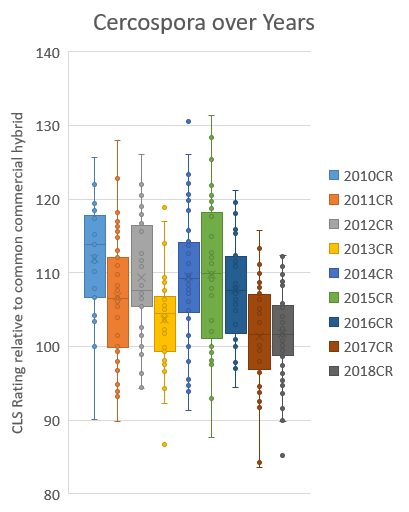 Cercospora over Years
CLS Rating relative to common commercial hybrid
140
130
120
110
100
90
80
2010CR
2011CR
2012CR
2013CR
2014CR
2015CR
2016CR
2017CR
2018CR